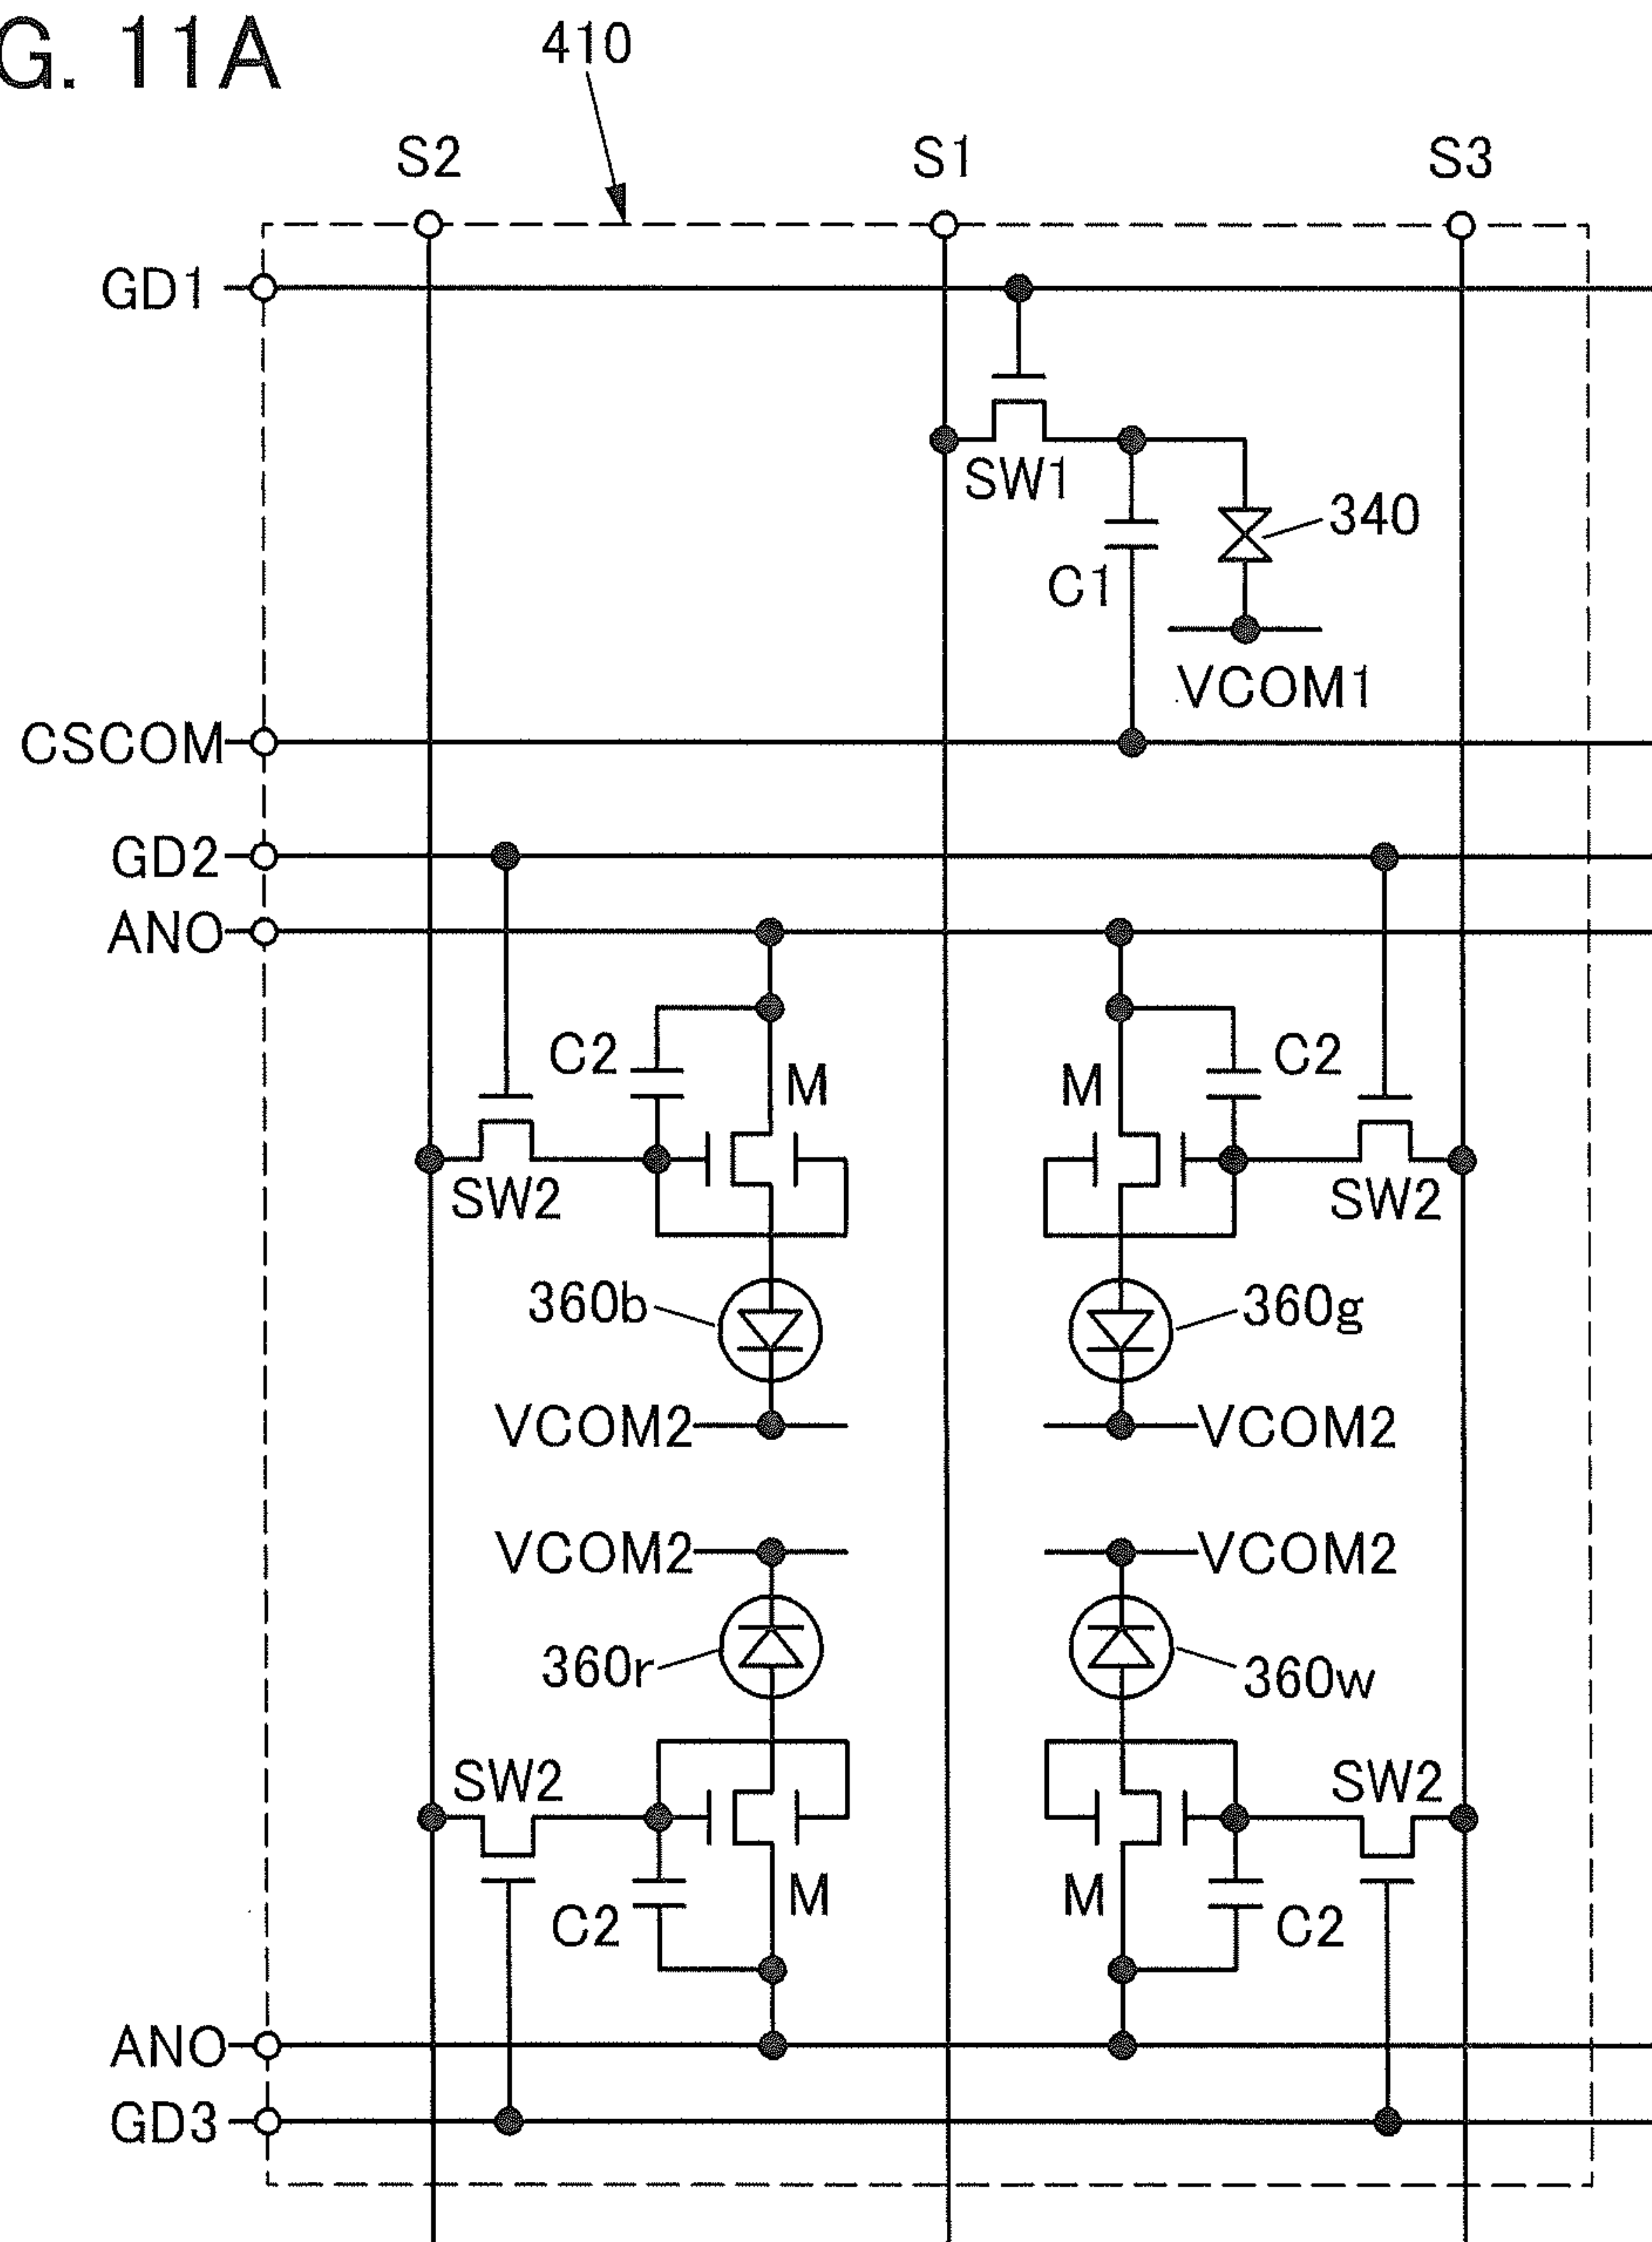 G. 11A
410
S2 S1 S3
GD1
SW1
340
C1
VCOM1
CSCOM
GD2
ANO
C2 M M C2
SW2 SW2
360b 360g
VCOM2 VCOM2
VCOM2 VCOM2
360r 360w
SW2 SW2
C2 M M C2
ANO
GD3